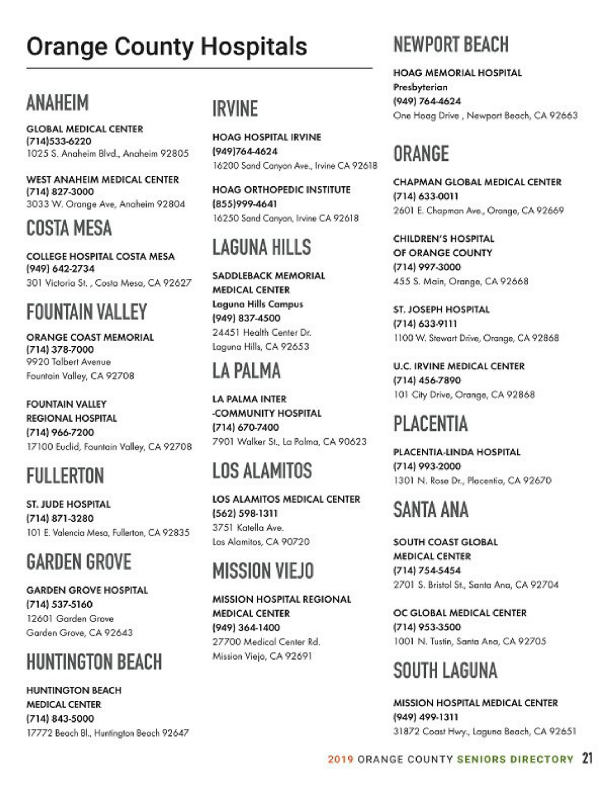 Orange County Hospitals
ANAHEIM
GLOBAL MEDICAL CENTER
(714)533-6220
1025 S. Anaheim Blvd., Anaheim 92805
WEST ANAHEIM MEDICAL CENTER
(714) 827-3000
3033 W. Orange Ave, Anaheim 92804
COSTA MESA
COLLEGE HOSPITAL COSTA MESA
(949) 642-2734
301 Victoria St. , Costa Mesa, CA 92627
FOUNTAIN VALLEY
ORANGE COAST MEMORIAL
(714) 378-7000
9920 Talbert Avenue
Fountain Valley, CA 92708
FOUNTAIN VALLEY
REGIONAL HOSPITAL
(714) 966-7200
17100 Euclid, Fountain Valley, CA 92708
FULLERTON
ST. JUDE HOSPITAL
(714) 871-3280
101 E. Valencia Mesa, Fullerton, CA 92835
GARDEN GROVE
GARDEN GROVE HOSPITAL
(714) 537-5160
12601 Garden Grove
Garden Grove, CA 92643
HUNTINGTON BEACH
HUNTINGTON BEACH
MEDICAL CENTER
(714) 843-5000
17772 Beach Bl., Huntington Beach 92647
IRVINE
HOAG HOSPITAL IRVINE
(949)764-4624
16200 Sand Canyon Ave., Irvine CA 92618
HOAG ORTHOPEDIC INSTITUTE
(855)999-4641
16250 Sand Canyon, Irvine CA 92618
LAGUNA HILLS
SADDLEBACK MEMORIAL
MEDICAL CENTER
Laguna Hills Campus
(949) 837-4500
24451 Health Center Dr.
Laguna Hills, CA 92653
LA PALMA
LA PALMA INTER
-COMMUNITY HOSPITAL
(714) 670-7400
7901 Walker St., La Palma, CA 90623
LOS ALAMITOS
LOS ALAMITOS MEDICAL CENTER
(562) 598-1311
3751 Katella Ave.
Los Alamitos, CA 90720
MISSION VIEJO
MISSION HOSPITAL REGIONAL
MEDICAL CENTER
(949) 364-1400
27700 Medical Center Rd.
Mission Viejo, CA 92691
NEWPORT BEACH
HOAG MEMORIAL HOSPITAL
Presbyterian
(949) 764-4624
One Hoag Drive , Newport Beach, CA 92663
ORANGE
CHAPMAN GLOBAL MEDICAL CENTER
(714) 633-0011
2601 E. Chapman Ave., Orange, CA 92669
CHILDREN'S HOSPITAL
OF ORANGE COUNTY
(714) 997-3000
455 S. Main, Orange, CA 92668
ST. JOSEPH HOSPITAL
(714) 633-9111
1100 W. Stewart Drive, Orange, CA 92868
U.C. IRVINE MEDICAL CENTER
(714) 456-7890
101 City Drive, Orange, CA 92868
PLACENTIA
PLACENTIA-LINDA HOSPITAL
(714) 993-2000
1301 N. Rose Dr., Placentia, CA 92670
SANTA ANA
SOUTH COAST GLOBAL
MEDICAL CENTER
(714) 754-5454
2701 S. Bristol St., Santa Ana, CA 92704
OC GLOBAL MEDICAL CENTER
(714) 953-3500
1001 N. Tustin, Santa Ana, CA 92705
SOUTH LAGUNA
MISSION HOSPITAL MEDICAL CENTER
(949) 499-1311
31872 Coast Hwy., Laguna Beach, CA 92651
2019 ORANGE COUNTY SENIORS DIRECTORY 21